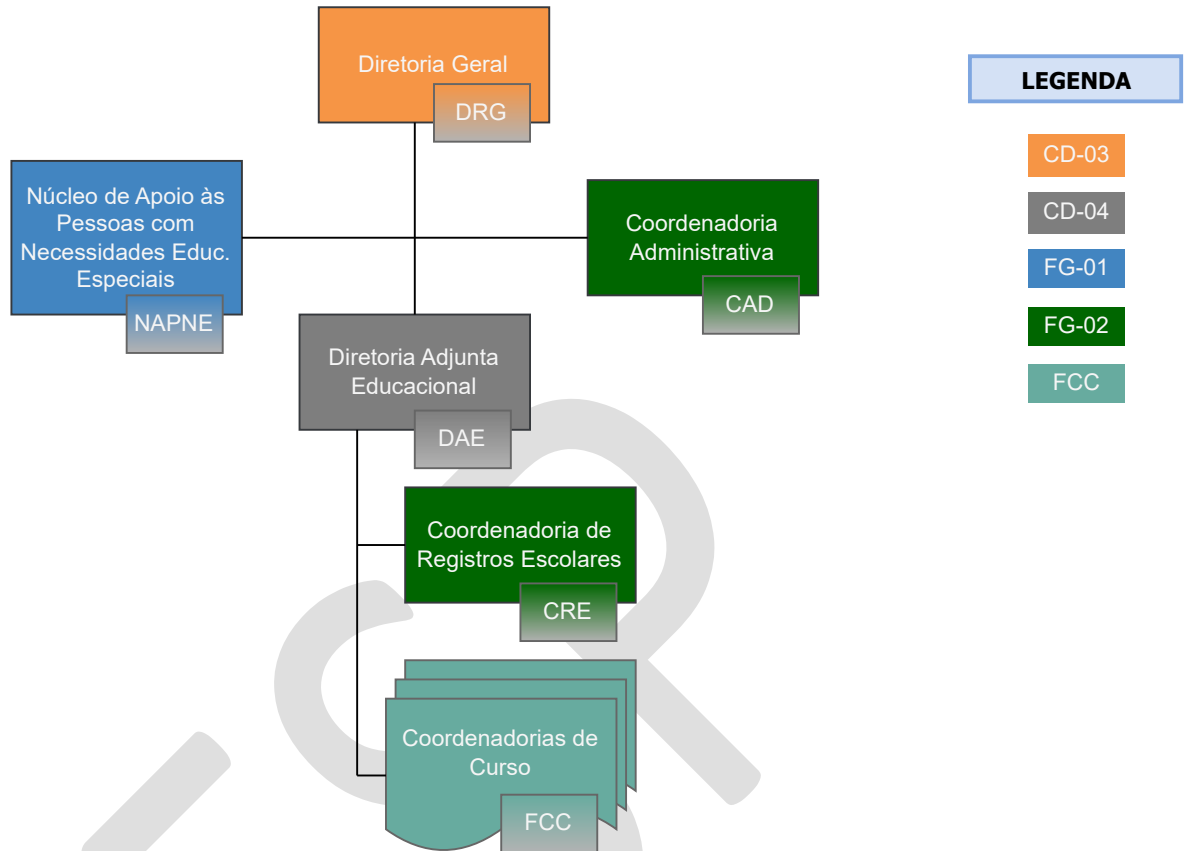 Diretoria Geral
DRG
LEGENDA
CD-03
CD-04
FG-01
FG-02
FCC
Núcleo de Apoio às
Pessoas com
Necessidades Educ.
Especiais
NAPNE
Coordenadoria
Administrativa
CAD
Diretoria Adjunta
Educacional
DAE
Coordenadoria de
Registros Escolares
CRE
Coordenadorias de
Curso
FCC